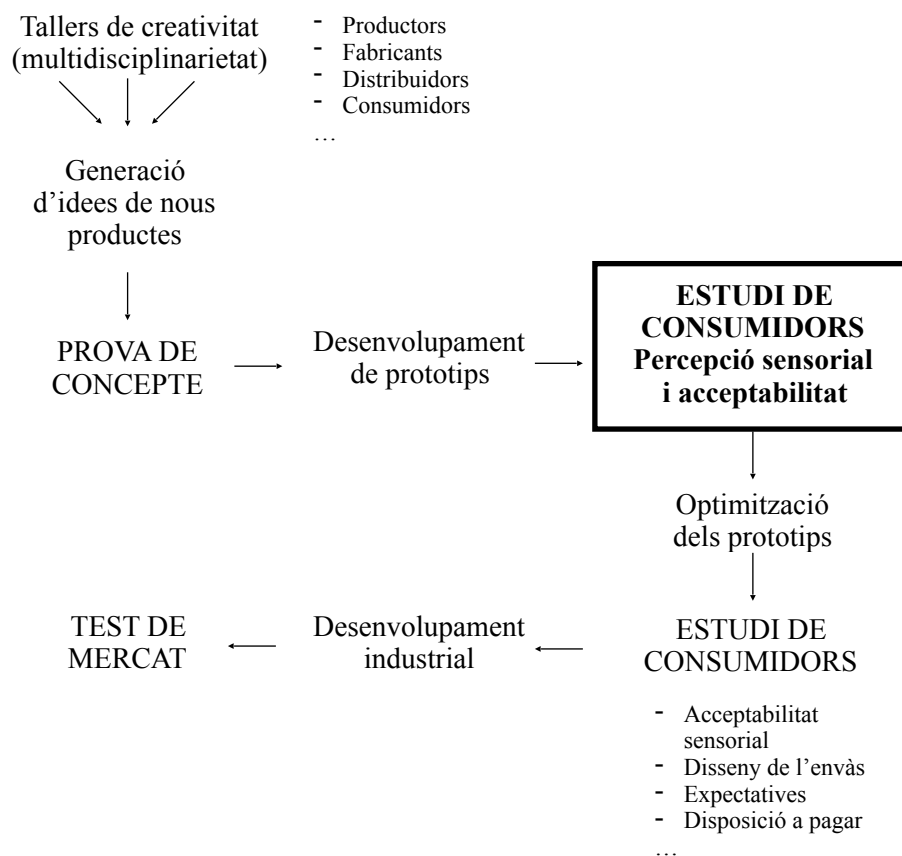 Tallers de creativitat
(multidisciplinarietat)
- Productors
- Fabricants
- Distribuidors
- Consumidors
…
Generació
d’idees de nous
productes
PROVA DE
CONCEPTE
Desenvolupament
de prototips
ESTUDI DE
CONSUMIDORS
Percepció sensorial
i acceptabilitat
Optimització
dels prototips
ESTUDI DE
CONSUMIDORS
- Acceptabilitat
sensorial
- Disseny de l’envàs
- Expectatives
- Disposició a pagar
…
Desenvolupament
industrial
TEST DE
MERCAT